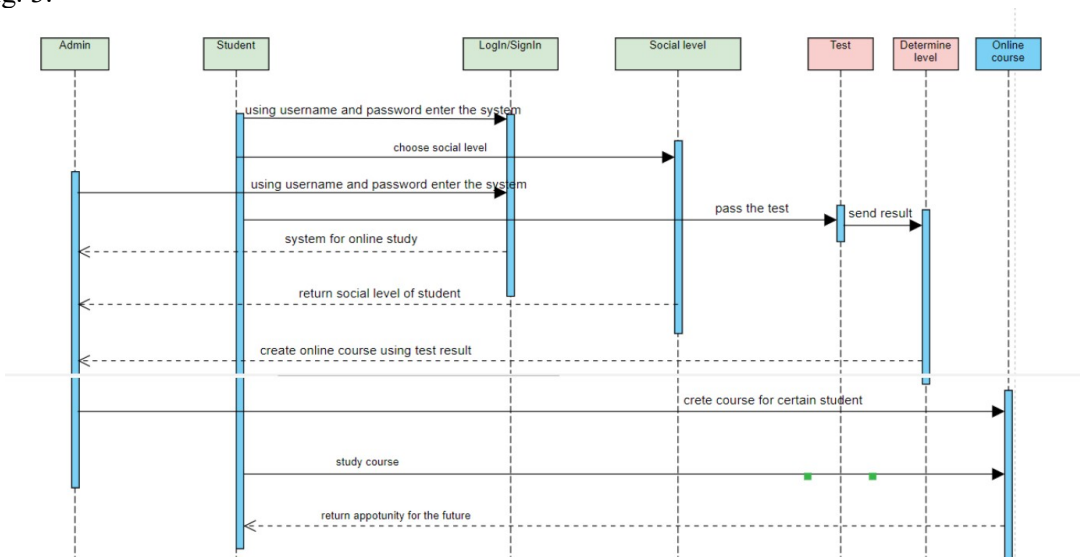 g. 3.
Admin
Student
LogIn/SignIn
Social level
Test
Determine
level
Online
course
using username and password enter the system
choose social level
using username and password enter the system
pass the test
send result
system for online study
return social level of student
create online course using test result
crete course for certain student
study course
return appotunity for the future